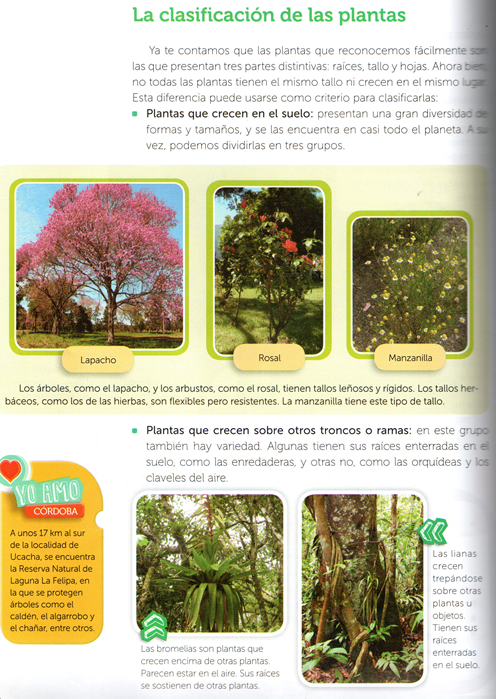 La clasificación de las plantas
Ya te contamos que las plantas que reconocemos fácilmente son
las que presentan tres partes distintivas: raíces, tallo y hojas. Ahora bien,
no todas las plantas tienen el mismo tallo ni crecen en el mismo lugar.
Esta diferencia puede usarse como criterio para clasificarlas:
Plantas que crecen en el suelo: presentan una gran diversidad de
formas y tamaños, y se las encuentra en casi todo el planeta. A su
vez, podemos dividirlas en tres grupos.
Lapacho
Rosal
Manzanilla
Los árboles, como el lapacho, y los arbustos, como el rosal, tienen tallos leñosos y rígidos. Los tallos her-
báceos, como los de las hierbas, son flexibles pero resistentes. La manzanilla tiene este tipo de tallo.
Plantas que crecen sobre otros troncos o ramas: en este grupo
también hay variedad. Algunas tienen sus raíces enterradas en el
suelo, como las enredaderas, y otras no, como las orquídeas y los
claveles del aire.
YO AMO
CÓRDOBA
A unos 17 km al sur
de la localidad de
Ucacha, se encuentra
la Reserva Natural de
Laguna La Felipa, en
la que se protegen
árboles como el
caldén, el algarrobo y
el chañar, entre otros.
Las bromelias son plantas que
crecen encima de otras plantas.
Parecen estar en el aire. Sus raíces
se sostienen de otras plantas.
Las lianas
crecen
trepándose
sobre otras
plantas u
objetos.
Tienen sus
raíces
enterradas
en el suelo.